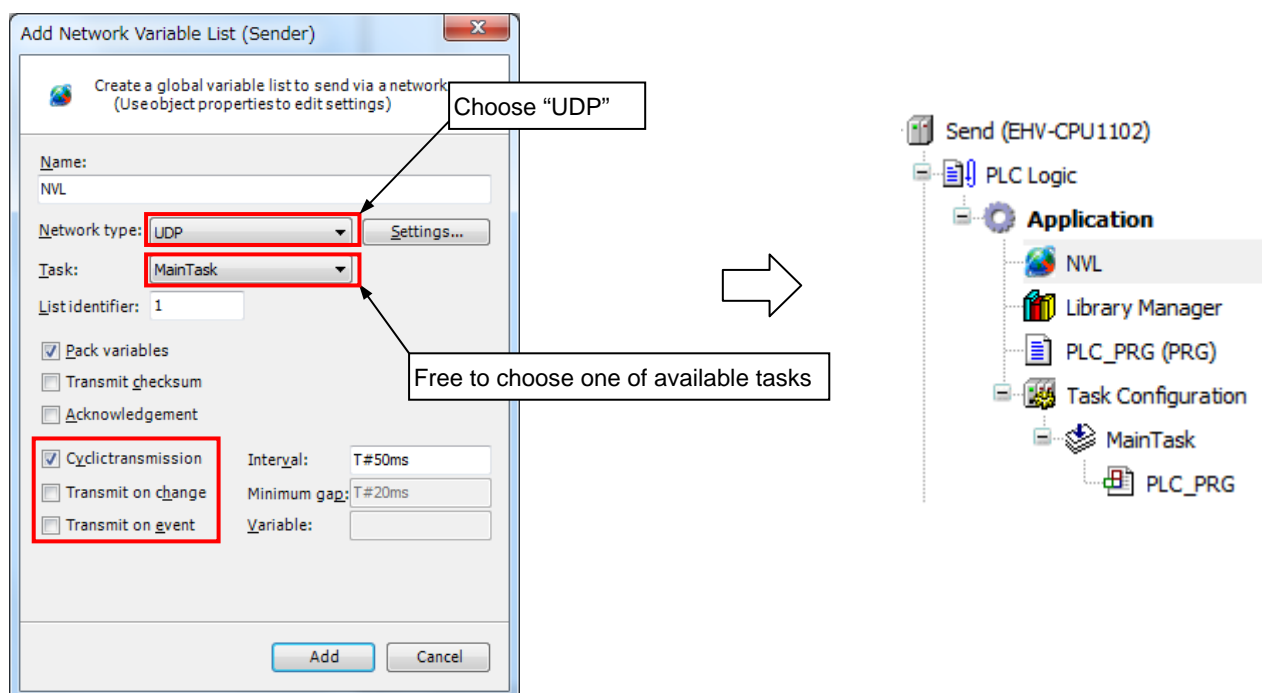 Add Network Variable List (Sender)
Create a global variable list to send via a network.
(Use object properties to edit settings)
Choose “UDP”
Name:
NVL
Network type: UDP Settings...
Task: MainTask
List identifier: 1
Pack variables
Transmit checksum
Acknowledgement
Free to choose one of available tasks
Cyclic transmission Interval: T#50ms
Transmit on change Minimum gap: T#20ms
Transmit on event Variable:
Add Cancel
Send (EHV-CPU1102)
PLC Logic
Application
NVL
Library Manager
PLC_PRG (PRG)
Task Configuration
MainTask
PLC_PRG